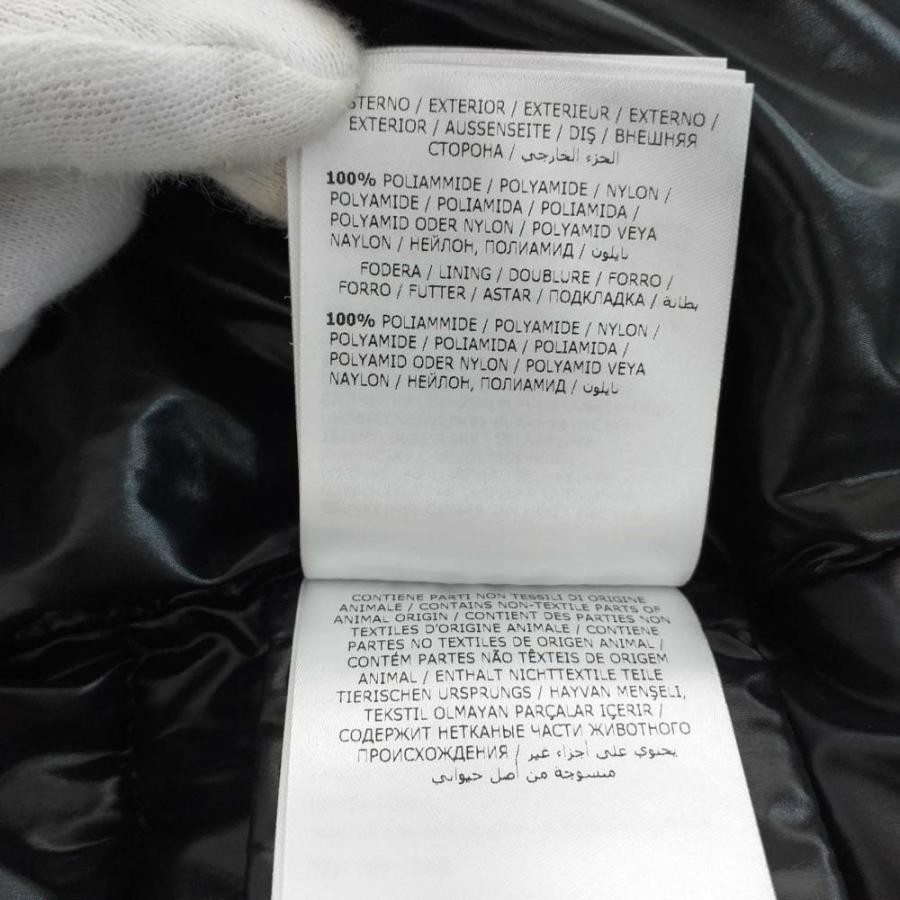 STERNO / EXTERIOR / EXTERIEUR / EXTERNO /
EXTERIOR / AUSSENSEITE / DIŞ / ВНЕШНЯЯ
СТОРОНА / الجزء الخارجي
100% POLIAMMIDE / POLYAMIDE / NYLON /
POLYAMIDE / POLIAMIDA / POLIAMIDA /
POLYAMID ODER NYLON / POLYAMID VEYA
NAYLON / НЕЙЛОН, ПОЛИАМИД / نايلون
FODERA / LINING / DOUBLURE / FORRO /
FORRO / FUTTER / ASTAR / ПОДКЛАДКА / بطانة
100% POLIAMMIDE / POLYAMIDE / NYLON /
POLYAMIDE / POLIAMIDA / POLIAMIDA /
POLYAMID ODER NYLON / POLYAMID VEYA
NAYLON / НЕЙЛОН, ПОЛИАМИД / نايلون
CONTIENE PARTI NON TESSILI DI ORIGINE
ANIMALE / CONTAINS NON-TEXTILE PARTS OF
ANIMAL ORIGIN / CONTIENT DES PARTIES NON
TEXTILES D'ORIGINE ANIMALE / CONTIENE
PARTES NO TEXTILES DE ORIGEN ANIMAL /
CONTÉM PARTES NÃO TÊXTEIS DE ORIGEM
ANIMAL / ENTHALT NICHTTEXTILE TEILE
TIERISCHEN URSPRUNGS / HAYVAN MENŞELİ,
TEKSTIL OLMAYAN PARÇALAR IÇERIR /
СОДЕРЖИТ НЕТКАНЫЕ ЧАСТИ ЖИВОТНОГО
ПРОИСХОЖДЕНИЯ / يحتوي على أجزاء غير
منسوجة من أصل حيواني